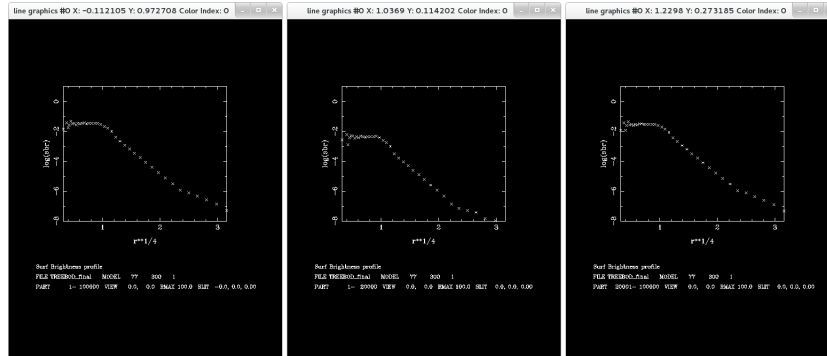 line graphics #0 X: -0.112105 Y: 0.972708 Color Index: 0
0
-2
-4
-6
-8
log(sbr)
1 2 3
r**1/4
Surf Brightness profile
FILE TREEBOD_final MODEL 77 300 1
PART 1- 100000 VIEW 0.0, 0.0 RMAX 100.0 SLIT -0.0, 0.0, 0.00
line graphics #0 X: 1.0369 Y: 0.114202 Color Index: 0
0
-2
-4
-6
-8
log(sbr)
1 2 3
r**1/4
Surf Brightness profile
FILE TREEBOD_final MODEL 77 300 1
PART 1- 20000 VIEW 0.0, 0.0 RMAX 100.0 SLIT 0.0, 0.0, 0.00
line graphics #0 X: 1.2298 Y: 0.273185 Color Index: 0
0
-2
-4
-6
-8
log(sbr)
1 2 3
r**1/4
Surf Brightness profile
FILE TREEBOD_final MODEL 77 300 1
PART 20001- 100000 VIEW 0.0, 0.0 RMAX 100.0 SLIT 0.0, 0.0, 0.00